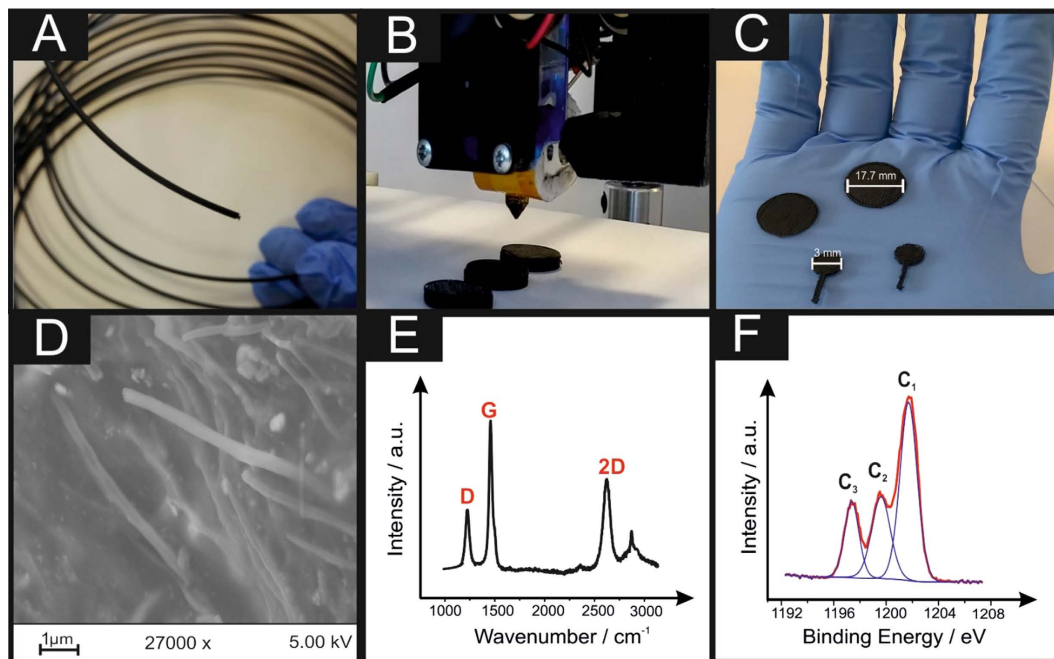 A
B
C
17.7 mm
3 mm
D
1µm
27000 x
5.00 kV
E
Intensity / a.u.
D
G
2D
1000 1500 2000 2500 3000
Wavenumber / cm⁻¹
F
Intensity / a.u.
C₃
C₂
C₁
1192 1196 1200 1204 1208
Binding Energy / eV